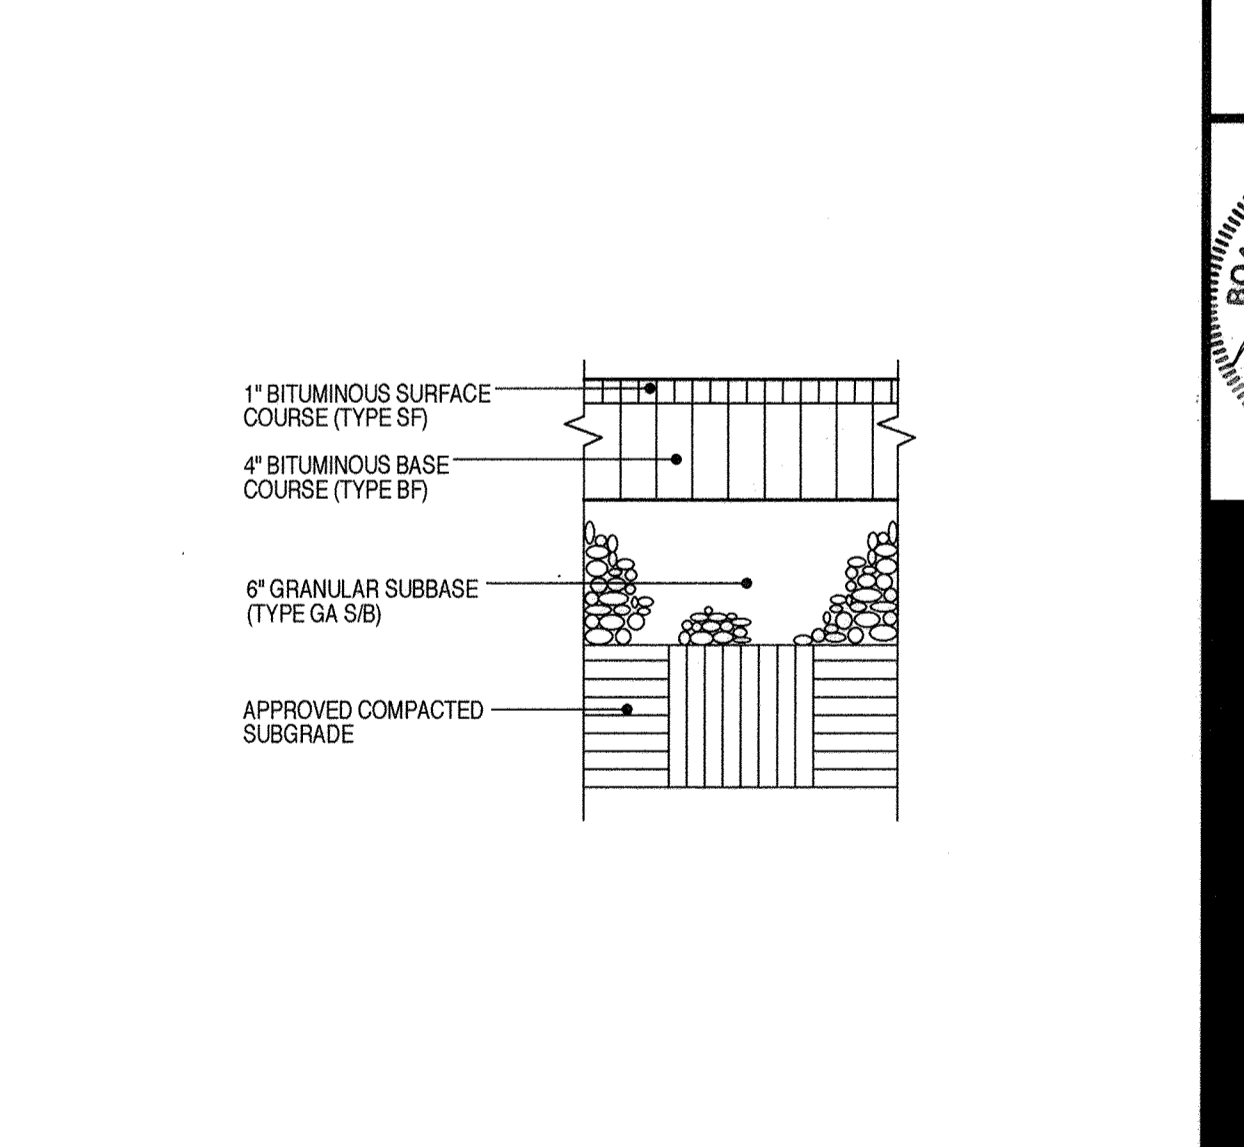 1" BITUMINOUS SURFACE
COURSE (TYPE SF)
4" BITUMINOUS BASE
COURSE (TYPE BF)
6" GRANULAR SUBBASE
(TYPE GA S/B)
APPROVED COMPACTED
SUBGRADE